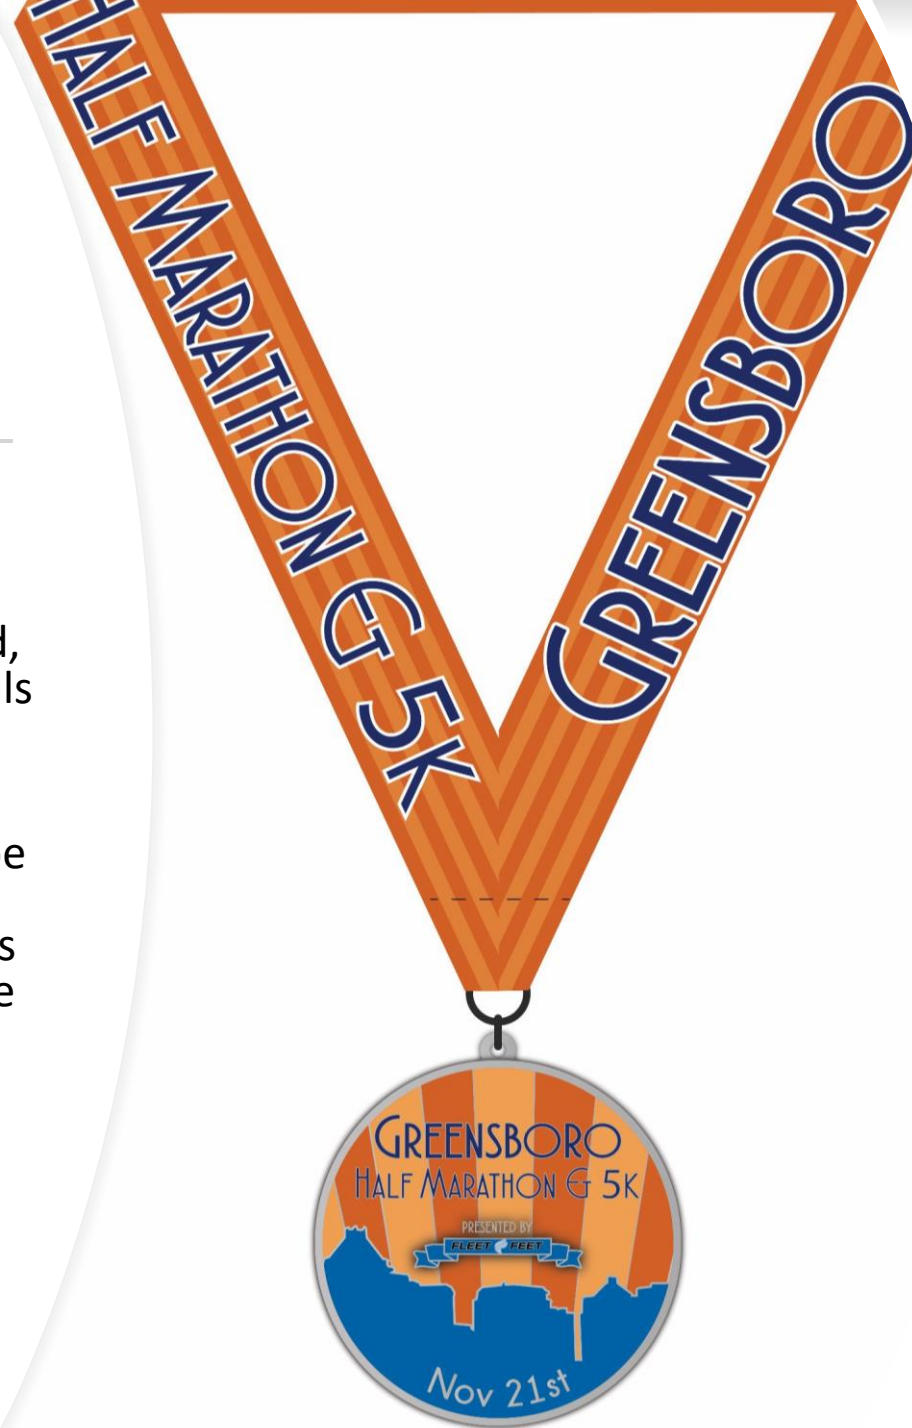 HALF MARATHON & 5K
GREENSBORO
GREENSBORO
HALF MARATHON & 5K
PRESENTED BY
FLEET FEET
Nov 21st